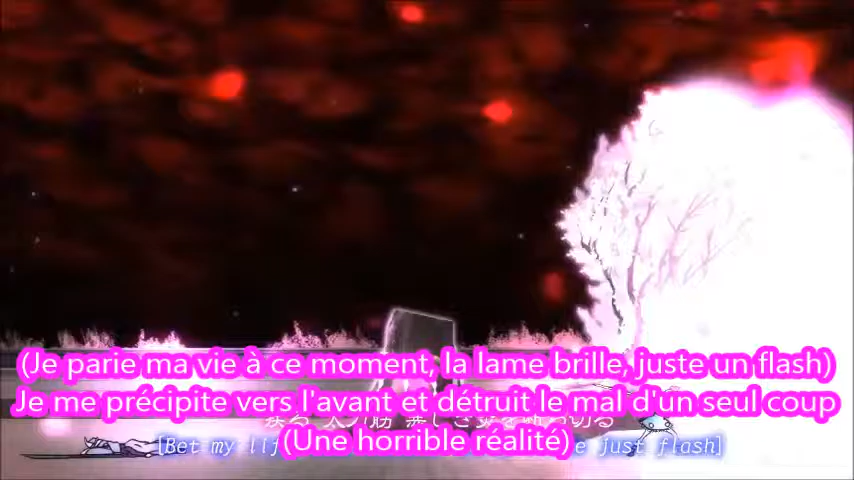 (Je parie ma vie à ce moment, la lame brille, juste un flash)
Je me précipite vers l'avant et détruit le mal d'un seul coup
(Une horrible réalité)
[Bet my just flash]